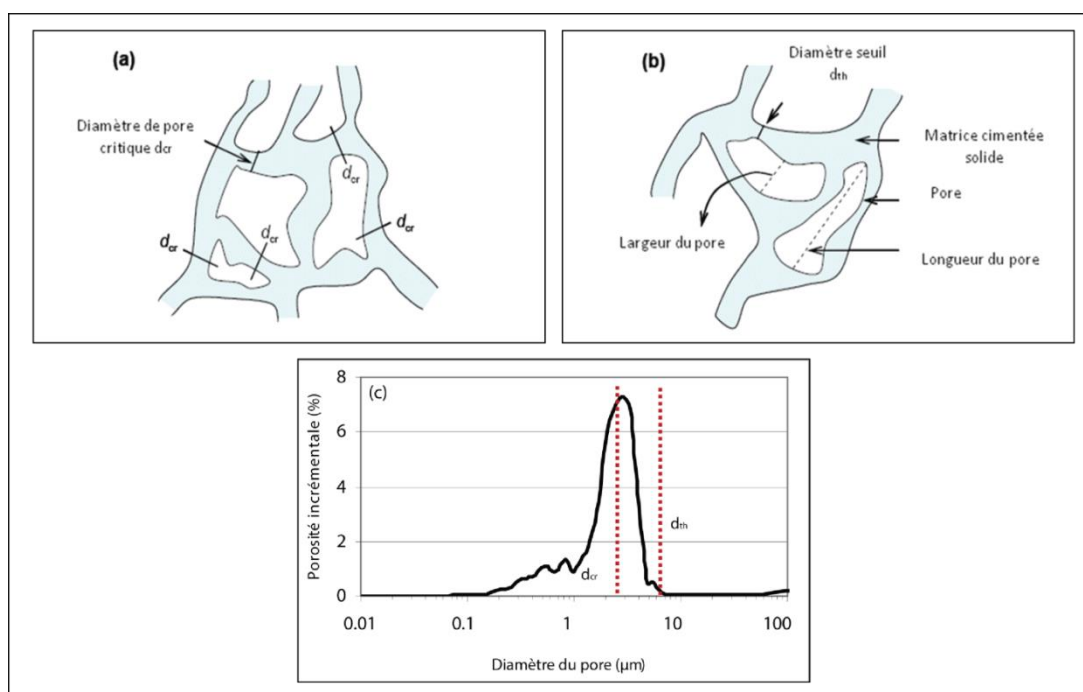 (a)
Diamètre de pore
critique dcr
dcr
dcr
dcr
dcr
(b)
Diamètre seuil
dth
Matrice cimentée
solide
Pore
Largeur du pore
Longueur du pore
(c)
Porosité incrémentale (%)
8
6
4
2
0
dcr
dth
0.01
0.1
1
10
100
Diamètre du pore (µm)